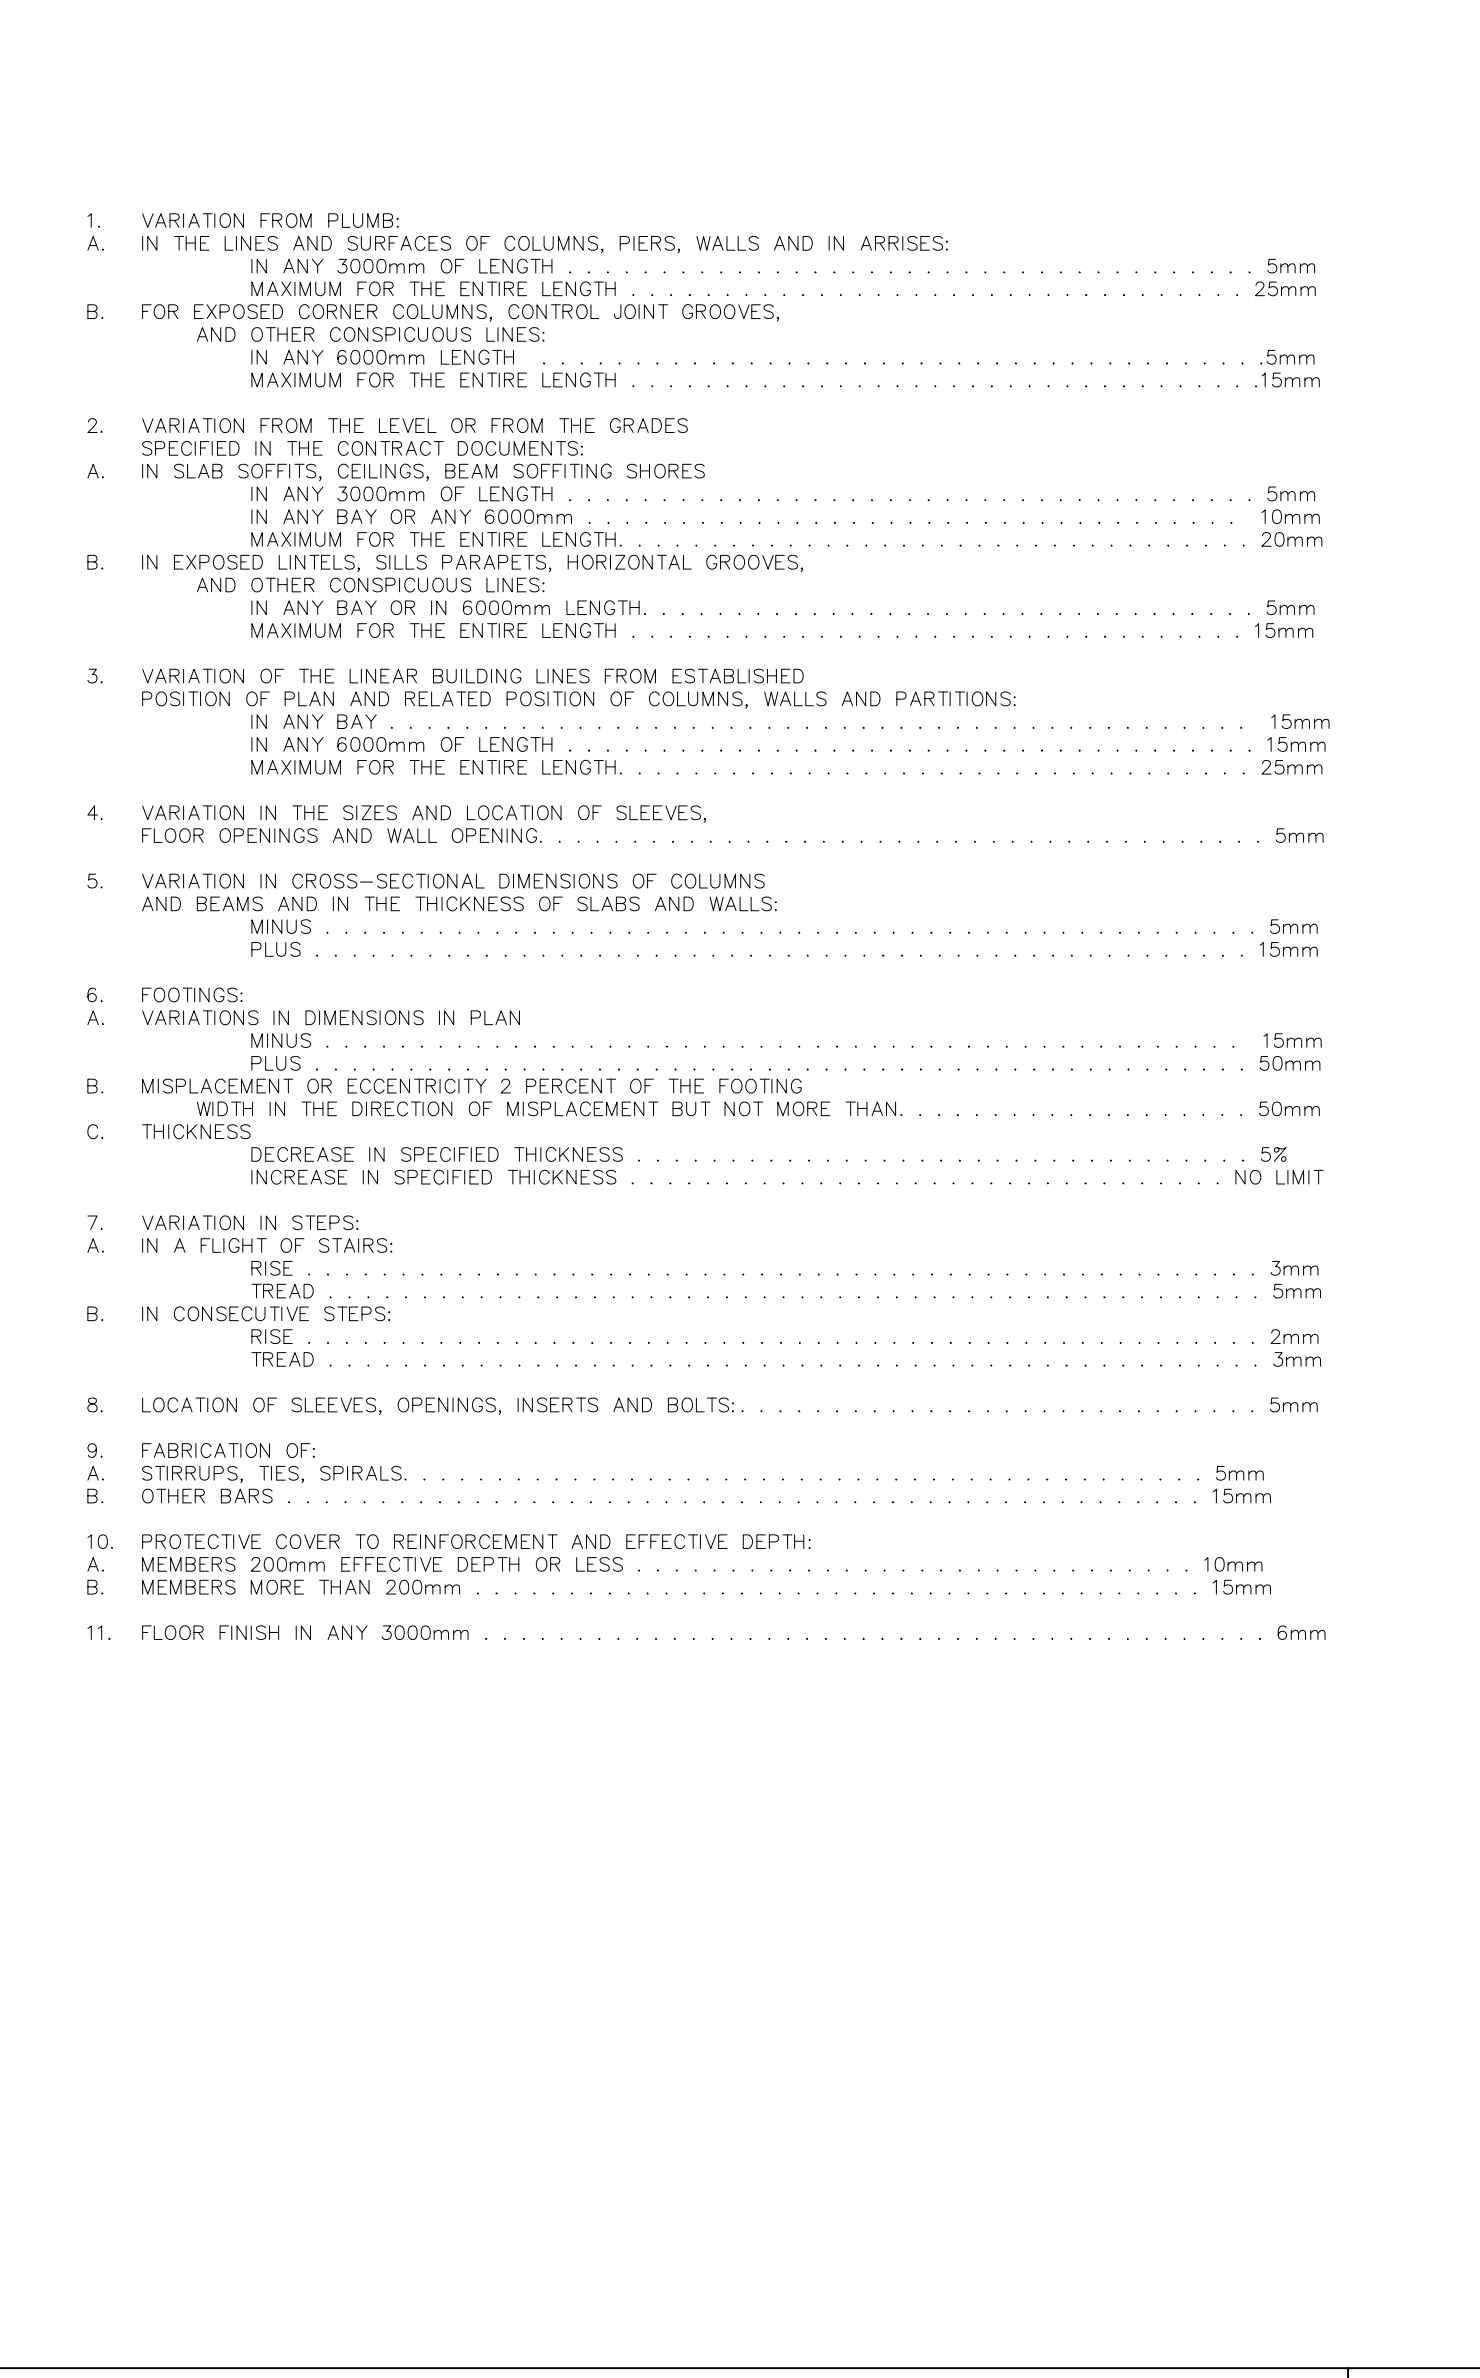 1. VARIATION FROM PLUMB:
A. IN THE LINES AND SURFACES OF COLUMNS, PIERS, WALLS AND IN ARRISES:
IN ANY 3000mm OF LENGTH . . . . . . . . . . . . . . . . . . . . 5mm
MAXIMUM FOR THE ENTIRE LENGTH . . . . . . . . . . . . . . . . . . . . 25mm
B. FOR EXPOSED CORNER COLUMNS, CONTROL JOINT GROOVES,
AND OTHER CONSPICUOUS LINES:
IN ANY 6000mm LENGTH . . . . . . . . . . . . . . . . . . . . .5mm
MAXIMUM FOR THE ENTIRE LENGTH . . . . . . . . . . . . . . . . . . . . .15mm
2. VARIATION FROM THE LEVEL OR FROM THE GRADES
SPECIFIED IN THE CONTRACT DOCUMENTS:
A. IN SLAB SOFFITS, CEILINGS, BEAM SOFFITING SHORES
IN ANY 3000mm OF LENGTH . . . . . . . . . . . . . . . . . . . . 5mm
IN ANY BAY OR ANY 6000mm . . . . . . . . . . . . . . . . . . . . 10mm
MAXIMUM FOR THE ENTIRE LENGTH. . . . . . . . . . . . . . . . . . . . 20mm
B. IN EXPOSED LINTELS, SILLS PARAPETS, HORIZONTAL GROOVES,
AND OTHER CONSPICUOUS LINES:
IN ANY BAY OR IN 6000mm LENGTH. . . . . . . . . . . . . . . . . . . . 5mm
MAXIMUM FOR THE ENTIRE LENGTH . . . . . . . . . . . . . . . . . . . . 15mm
3. VARIATION OF THE LINEAR BUILDING LINES FROM ESTABLISHED
POSITION OF PLAN AND RELATED POSITION OF COLUMNS, WALLS AND PARTITIONS:
IN ANY BAY . . . . . . . . . . . . . . . . . . . . 15mm
IN ANY 6000mm OF LENGTH . . . . . . . . . . . . . . . . . . . . 15mm
MAXIMUM FOR THE ENTIRE LENGTH. . . . . . . . . . . . . . . . . . . . 25mm
4. VARIATION IN THE SIZES AND LOCATION OF SLEEVES,
FLOOR OPENINGS AND WALL OPENING. . . . . . . . . . . . . . . . . . . . 5mm
5. VARIATION IN CROSS-SECTIONAL DIMENSIONS OF COLUMNS
AND BEAMS AND IN THE THICKNESS OF SLABS AND WALLS:
MINUS . . . . . . . . . . . . . . . . . . . . 5mm
PLUS . . . . . . . . . . . . . . . . . . . . 15mm
6. FOOTINGS:
A. VARIATIONS IN DIMENSIONS IN PLAN
MINUS . . . . . . . . . . . . . . . . . . . . 15mm
PLUS . . . . . . . . . . . . . . . . . . . . 50mm
B. MISPLACEMENT OR ECCENTRICITY 2 PERCENT OF THE FOOTING
WIDTH IN THE DIRECTION OF MISPLACEMENT BUT NOT MORE THAN. . . . . . . . . . . . . . . . . . . 50mm
C. THICKNESS
DECREASE IN SPECIFIED THICKNESS . . . . . . . . . . . . . . . . . . . . 5%
INCREASE IN SPECIFIED THICKNESS . . . . . . . . . . . . . . . . . . . . NO LIMIT
7. VARIATION IN STEPS:
A. IN A FLIGHT OF STAIRS:
RISE . . . . . . . . . . . . . . . . . . . . 3mm
TREAD . . . . . . . . . . . . . . . . . . . . 5mm
B. IN CONSECUTIVE STEPS:
RISE . . . . . . . . . . . . . . . . . . . . 2mm
TREAD . . . . . . . . . . . . . . . . . . . . 3mm
8. LOCATION OF SLEEVES, OPENINGS, INSERTS AND BOLTS: . . . . . . . . . . . . . . . . . . . . 5mm
9. FABRICATION OF:
A. STIRRUPS, TIES, SPIRALS. . . . . . . . . . . . . . . . . . . . 5mm
B. OTHER BARS . . . . . . . . . . . . . . . . . . . . 15mm
10. PROTECTIVE COVER TO REINFORCEMENT AND EFFECTIVE DEPTH:
A. MEMBERS 200mm EFFECTIVE DEPTH OR LESS . . . . . . . . . . . . . . . . . . . . 10mm
B. MEMBERS MORE THAN 200mm . . . . . . . . . . . . . . . . . . . . 15mm
11. FLOOR FINISH IN ANY 3000mm . . . . . . . . . . . . . . . . . . . . 6mm